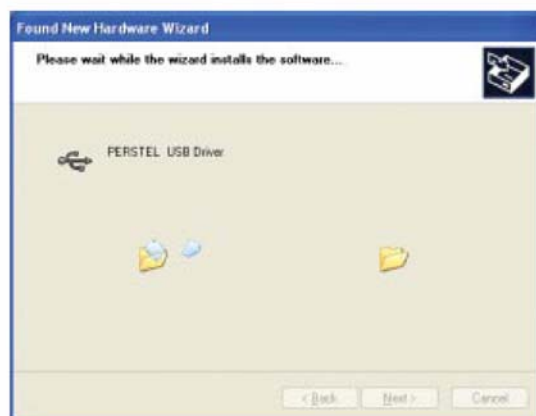 Found New Hardware Wizard
Please wait while the wizard installs the software...
PERSTEL USB Driver
< Back Next > Cancel